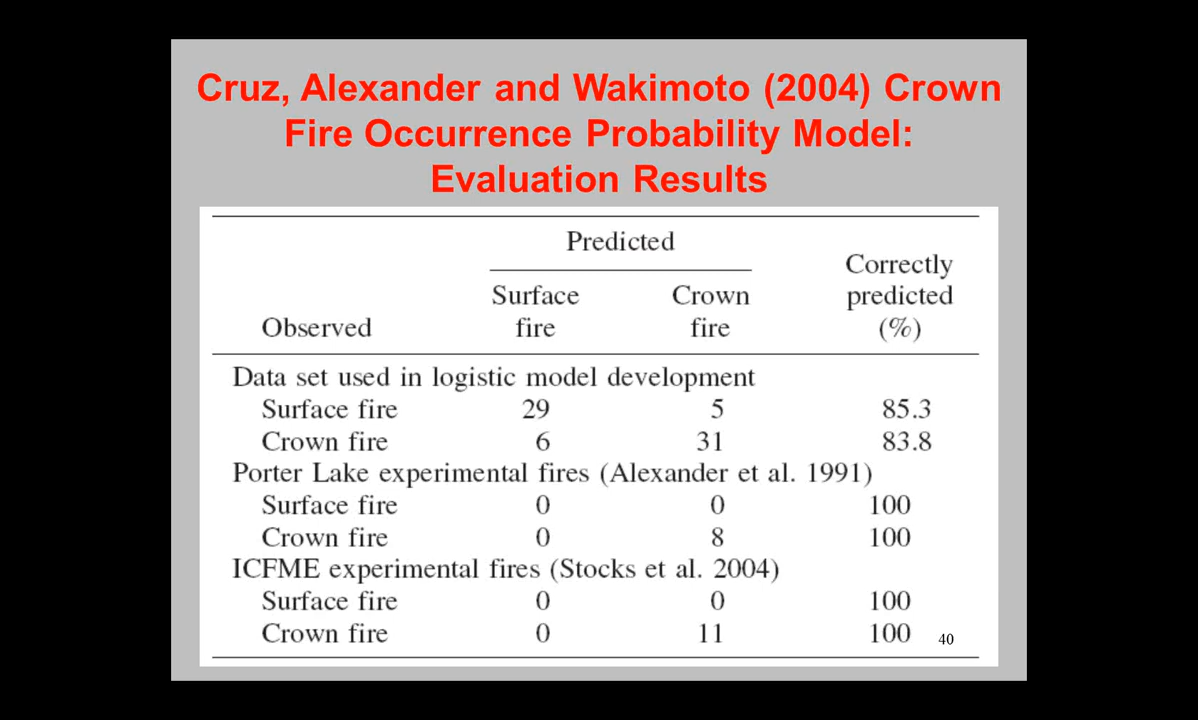 Cruz, Alexander and Wakimoto (2004) Crown
Fire Occurrence Probability Model:
Evaluation Results
Predicted
Correctly
Surface Crown predicted
Observed fire fire (%)
Data set used in logistic model development
Surface fire 29 5 85.3
Crown fire 6 31 83.8
Porter Lake experimental fires (Alexander et al. 1991)
Surface fire 0 0 100
Crown fire 0 8 100
ICFME experimental fires (Stocks et al. 2004)
Surface fire 0 0 100
Crown fire 0 11 100
40